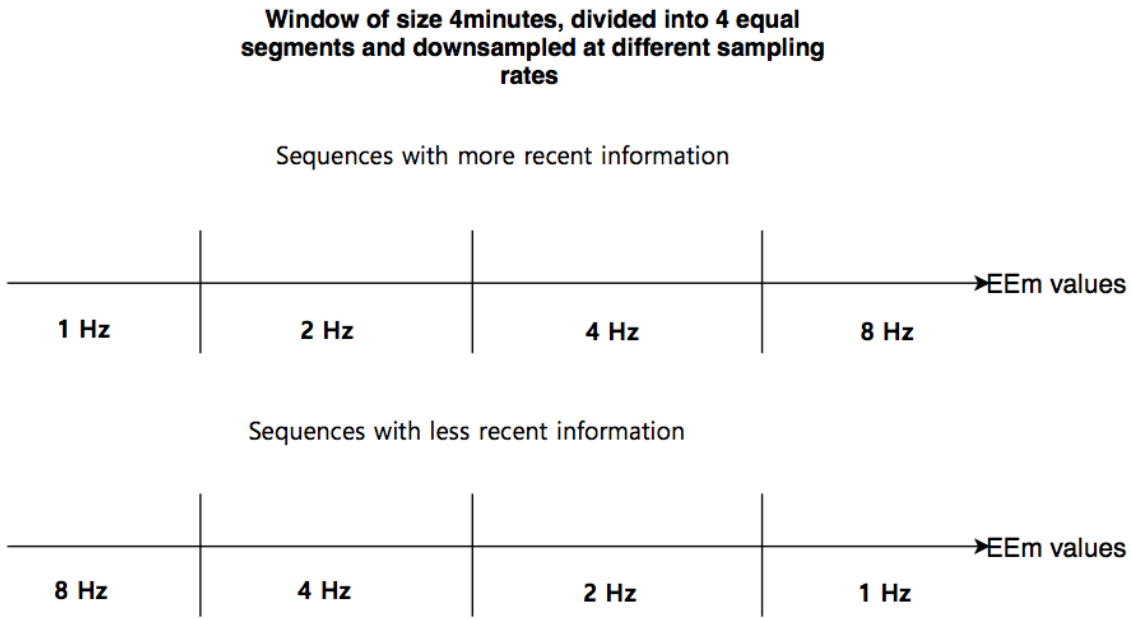 Window of size 4minutes, divided into 4 equal
segments and downsampled at different sampling
rates
Sequences with more recent information
EEm values
1 Hz 2 Hz 4 Hz 8 Hz
Sequences with less recent information
EEm values
8 Hz 4 Hz 2 Hz 1 Hz